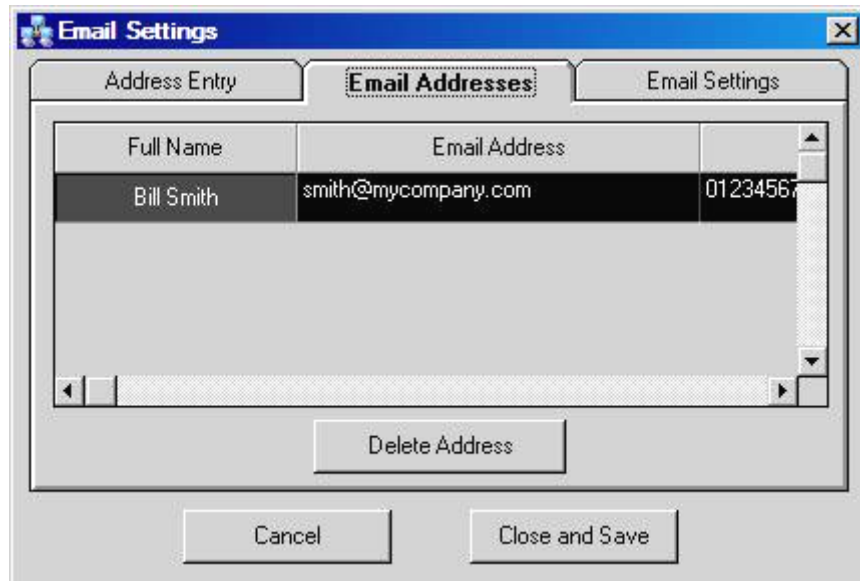 Email Settings
Address Entry Email Addresses Email Settings
Full Name Email Address
Bill Smith smith@mycompany.com 01234567
Delete Address
Cancel Close and Save